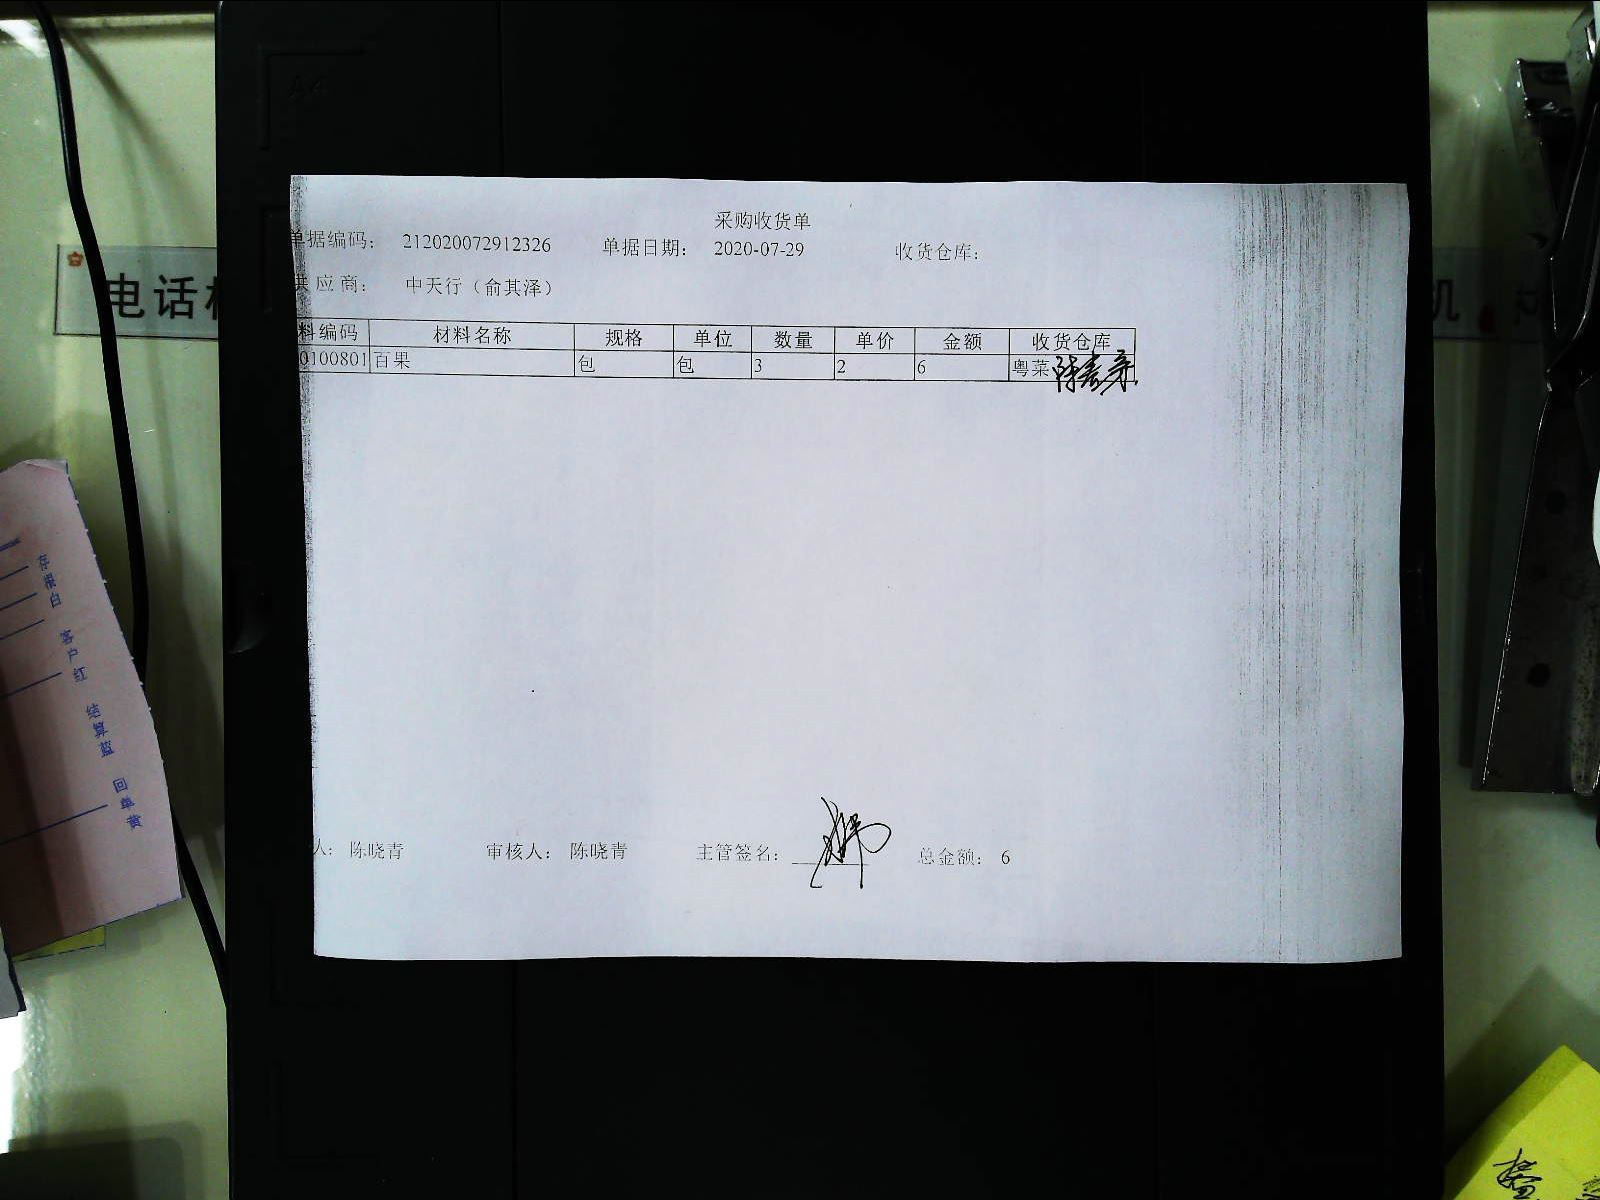 采购收货单
单据编码： 212020072912326 单据日期： 2020-07-29 收货仓库：
供应商： 中天行（俞其泽）
料编码 材料名称 规格 单位 数量 单价 金额 收货仓库
0100801 百果 包 包 3 2 6 粤菜
人： 陈晓青 审核人： 陈晓青 主管签名： 总金额： 6
电话机
机
存根白 客户红 结算蓝 回单黄
A4